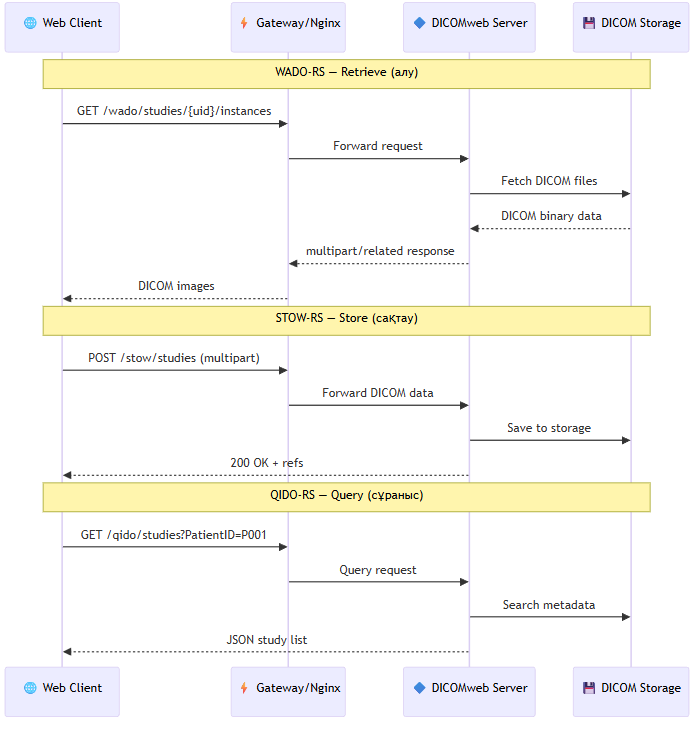 🌐 Web Client
⚡ Gateway/Nginx
🔷 DICOMweb Server
💾 DICOM Storage
WADO-RS — Retrieve (алу)
GET /wado/studies/{uid}/instances
Forward request
Fetch DICOM files
DICOM binary data
multipart/related response
DICOM images
STOW-RS — Store (сақтау)
POST /stow/studies (multipart)
Forward DICOM data
Save to storage
200 OK + refs
QIDO-RS — Query (сұраныс)
GET /qido/studies?PatientID=P001
Query request
Search metadata
JSON study list
🌐 Web Client
⚡ Gateway/Nginx
🔷 DICOMweb Server
💾 DICOM Storage